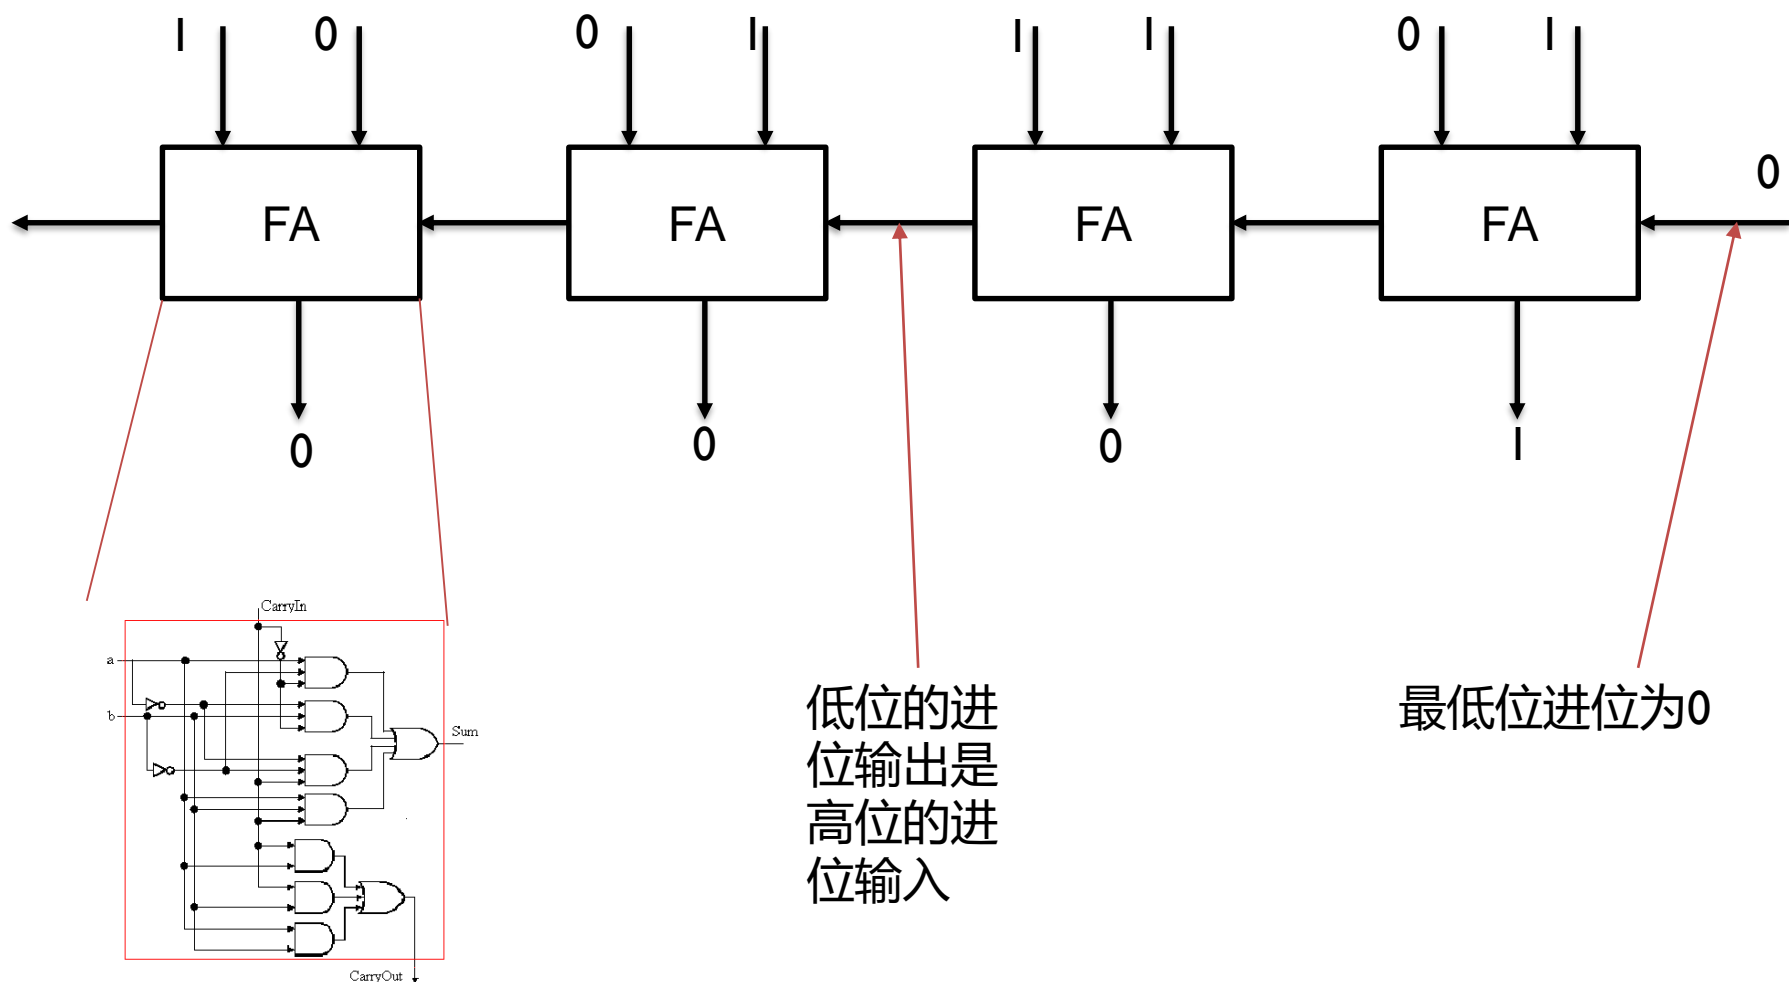 1 0 0 1 1 1 0 1
0
FA FA FA FA
0 0 0 1
CarryIn
a
b
Sum
CarryOut
低位的进
位输出是
高位的进
位输入
最低位进位为0